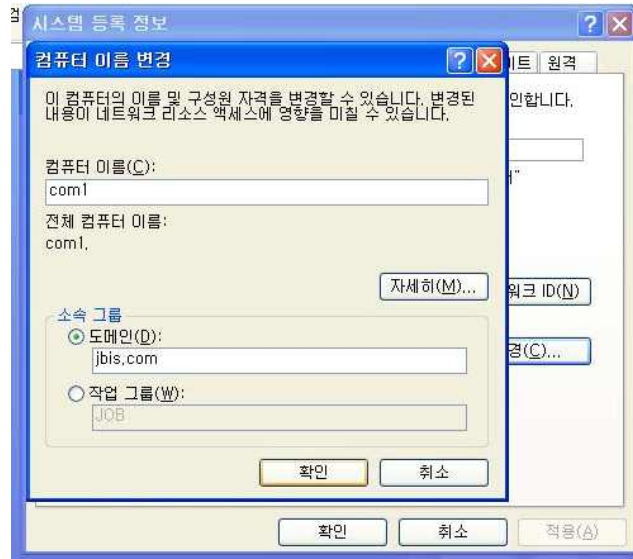 시스템 등록 정보
컴퓨터 이름 변경
이트 원격
이 컴퓨터의 이름 및 구성원 자격을 변경할 수 있습니다. 변경된
내용이 네트워크 리소스 액세스에 영향을 미칠 수 있습니다.
인합니다.
컴퓨터 이름(C):
com1
전체 컴퓨터 이름:
com1.
자세히(M)...
워크 ID(N)
소속 그룹
도메인(D):
jbis.com
경(C)...
작업 그룹(W):
JOB
확인 취소
확인 취소 적용(A)